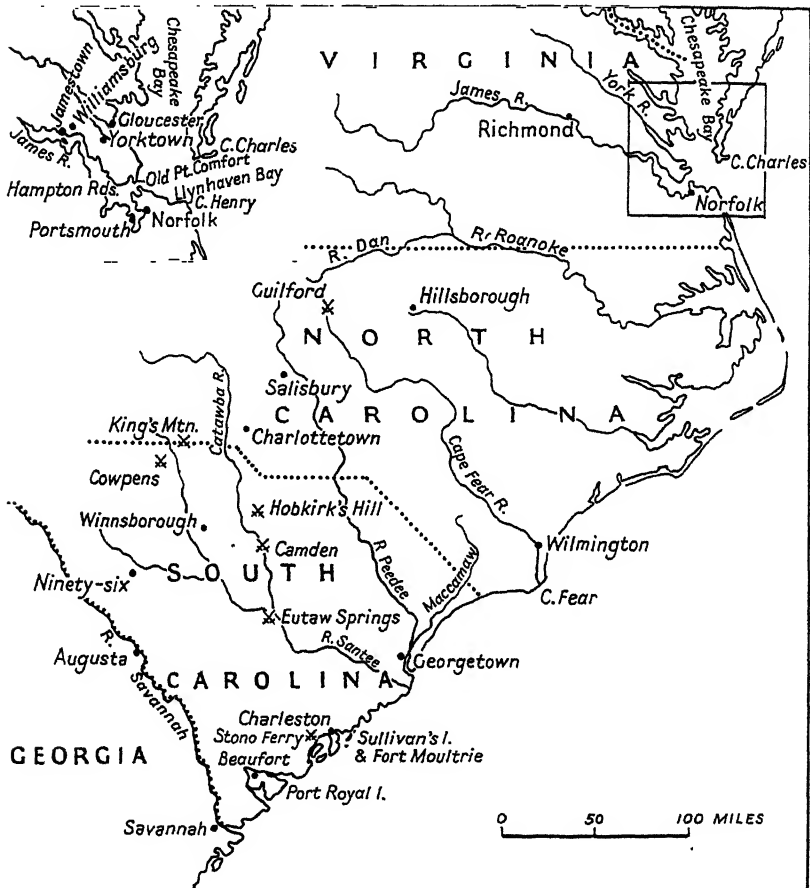 Jamestown
Williamsburg
Chesapeake
Bay
Gloucester
Yorktown
James R.
C. Charles
Old Pt. Comfort
Hampton Rds.
Llynhaven Bay
C. Henry
Norfolk
Portsmouth
VIRGINIA
James R.
Richmond
York R.
Chesapeake Bay
C. Charles
Norfolk
R. Dan
R. Roanoke
Guilford
Hillsborough
NORTH
Salisbury
CAROLINA
Catawba R.
King's Mtn.
Charlottetown
Cowpens
Cape Fear R.
Hobkirk's Hill
Winnsborough
Camden
R Peedee
Maccamaw
Wilmington
Ninety-six
SOUTH
C. Fear
Eutaw Springs
R. Santee
Georgetown
Augusta
R. Savannah
CAROLINA
Charleston
Stono Ferry
Sullivan's I.
& Fort Moultrie
GEORGIA
Beaufort
Port Royal I.
Savannah
0 50 100 MILES